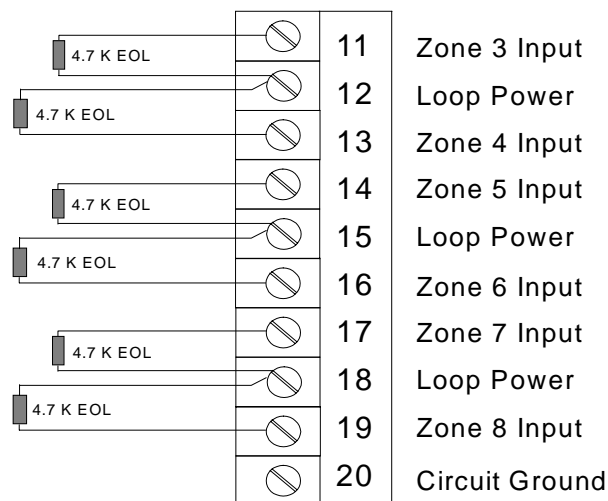 4.7 K EOL 11 Zone 3 Input
12 Loop Power
4.7 K EOL 13 Zone 4 Input
4.7 K EOL 14 Zone 5 Input
15 Loop Power
4.7 K EOL 16 Zone 6 Input
4.7 K EOL 17 Zone 7 Input
18 Loop Power
4.7 K EOL 19 Zone 8 Input
20 Circuit Ground